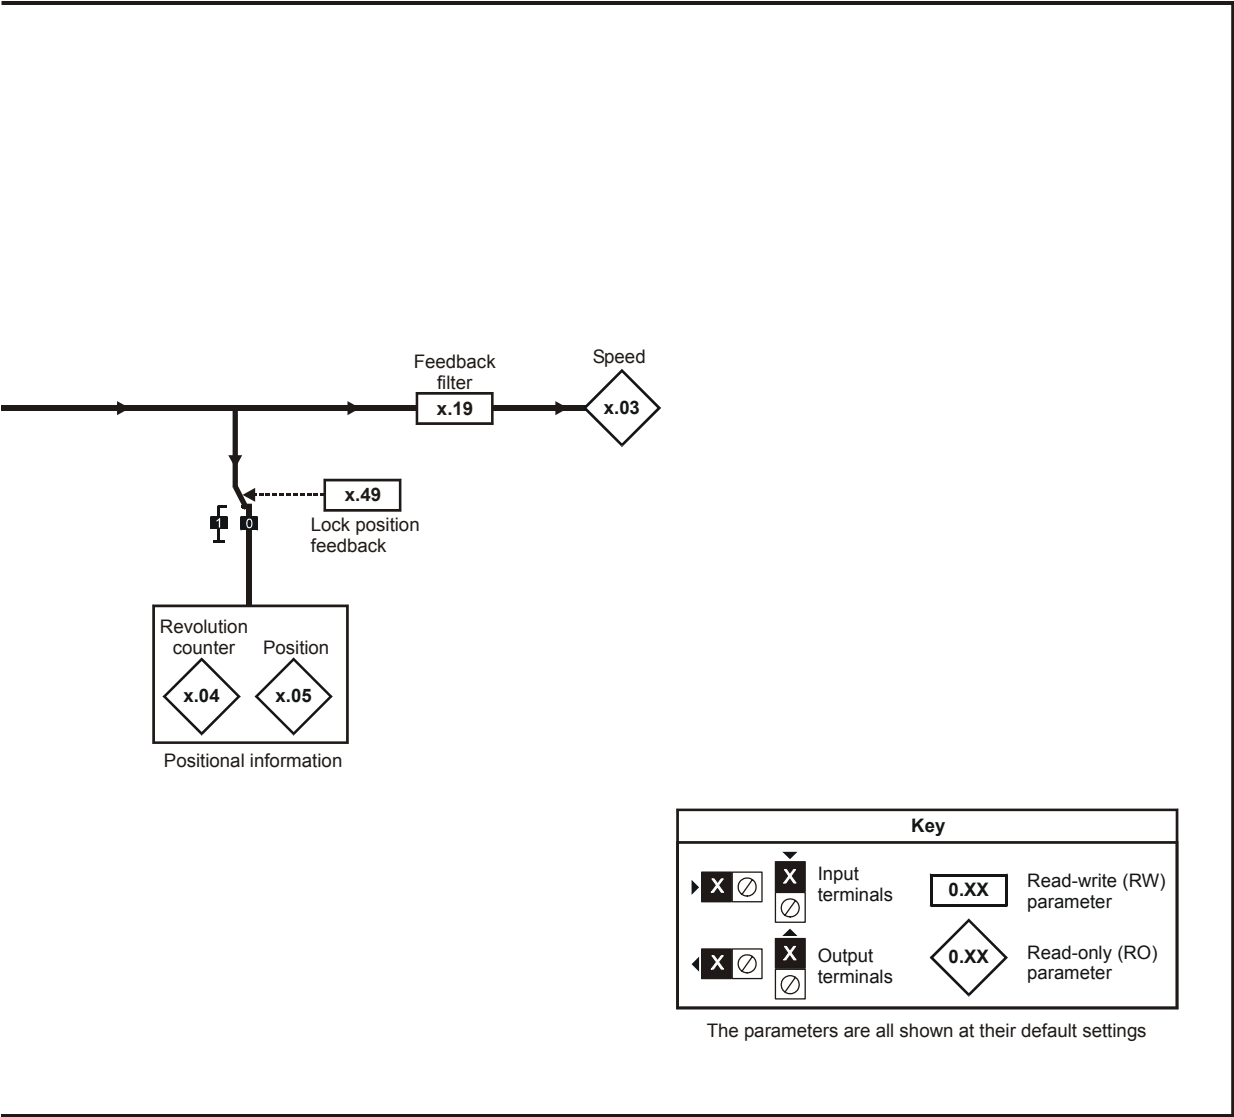 Feedback
filter
x.19
Speed
x.03
x.49
Lock position
feedback
1 0
Revolution
counter
Position
x.04
x.05
Positional information
Key
X
X
Input
terminals
0.XX
Read-write (RW)
parameter
X
X
Output
terminals
0.XX
Read-only (RO)
parameter
The parameters are all shown at their default settings